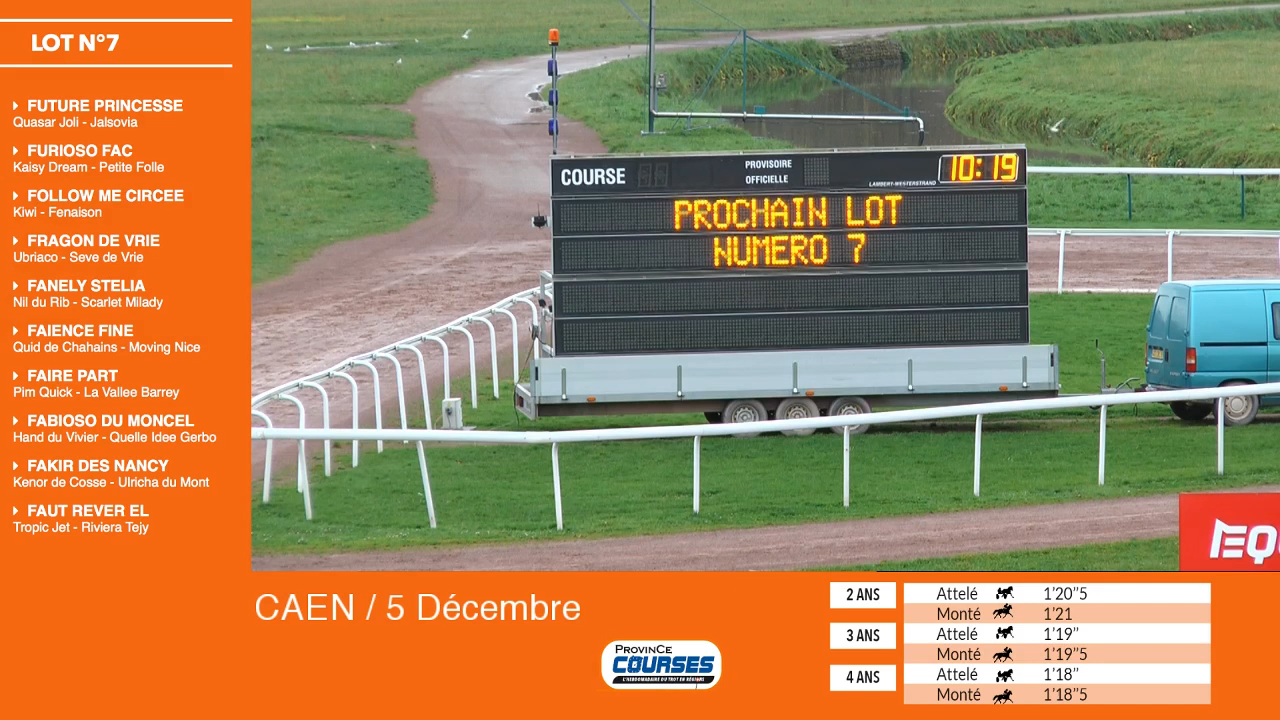 LOT N°7
FUTURE PRINCESSE
Quasar Joli - Jalsovia
FURIOSO FAC
Kaisy Dream - Petite Folle
FOLLOW ME CIRCEE
Kiwi - Fenaison
FRAGON DE VRIE
Ubriaco - Seve de Vrie
FANELY STELIA
Nil du Rib - Scarlet Milady
FAIENCE FINE
Quid de Chahains - Moving Nice
FAIRE PART
Pim Quick - La Vallee Barrey
FABIOSO DU MONCEL
Hand du Vivier - Quelle Idee Gerbo
FAKIR DES NANCY
Kenor de Cosse - Ulricha du Mont
FAUT REVER EL
Tropic Jet - Riviera Tejy
COURSE
PROVISOIRE
OFFICIELLE
LAMBERT-WESTERSTRAND
10:19
PROCHAIN LOT
NUMERO 7
EQ
CAEN / 5 Décembre
PROVINCE
COURSES
L'HEBDOMADAIRE DU TROT EN RÉGIONS
2 ANS
Attelé 1'20''5
Monté 1'21
3 ANS
Attelé 1'19''
Monté 1'19''5
4 ANS
Attelé 1'18''
Monté 1'18''5